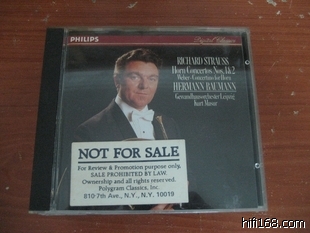 PHILIPS
Digital Classics
RICHARD STRAUSS
Horn Concertos Nos. 1 & 2
Weber · Concertino for Horn
HERMANN BAUMANN
Gewandhausorchester Leipzig
Kurt Masur
NOT FOR SALE
For Review & Promotion purpose only.
SALE PROHIBITED BY LAW.
Ownership and all rights reserved.
Polygram Classics, Inc.
810-7th Ave., N.Y., N.Y. 10019
hifi168.com